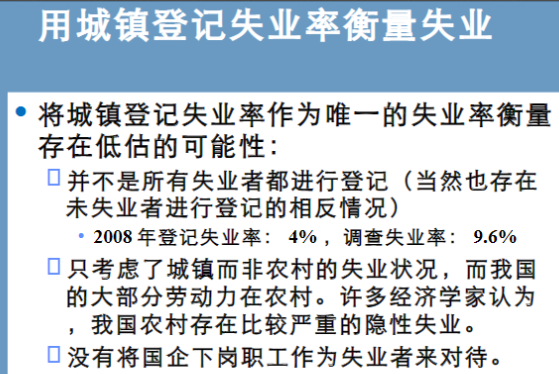 用城镇登记失业率衡量失业
• 将城镇登记失业率作为唯一的失业率衡量
存在低估的可能性：
并不是所有失业者都进行登记（当然也存在
未失业者进行登记的相反情况）
• 2008 年登记失业率： 4% ，调查失业率： 9.6%
只考虑了城镇而非农村的失业状况，而我国
的大部分劳动力在农村。许多经济学家认为
，我国农村存在比较严重的隐性失业。
没有将国企下岗职工作为失业者来对待。